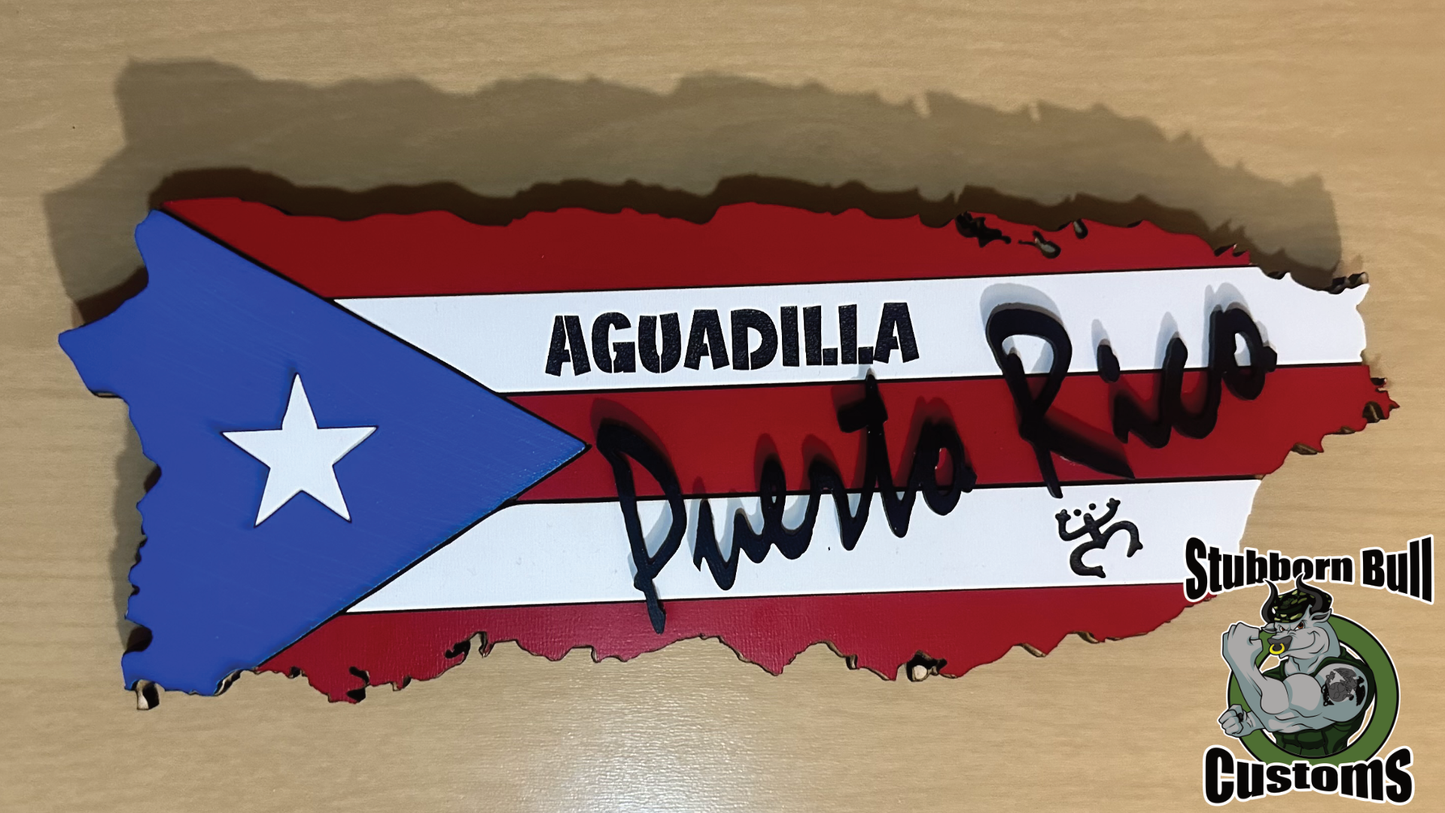 AGUADILLA
Puerto Rico
Stubborn Bull
Customs